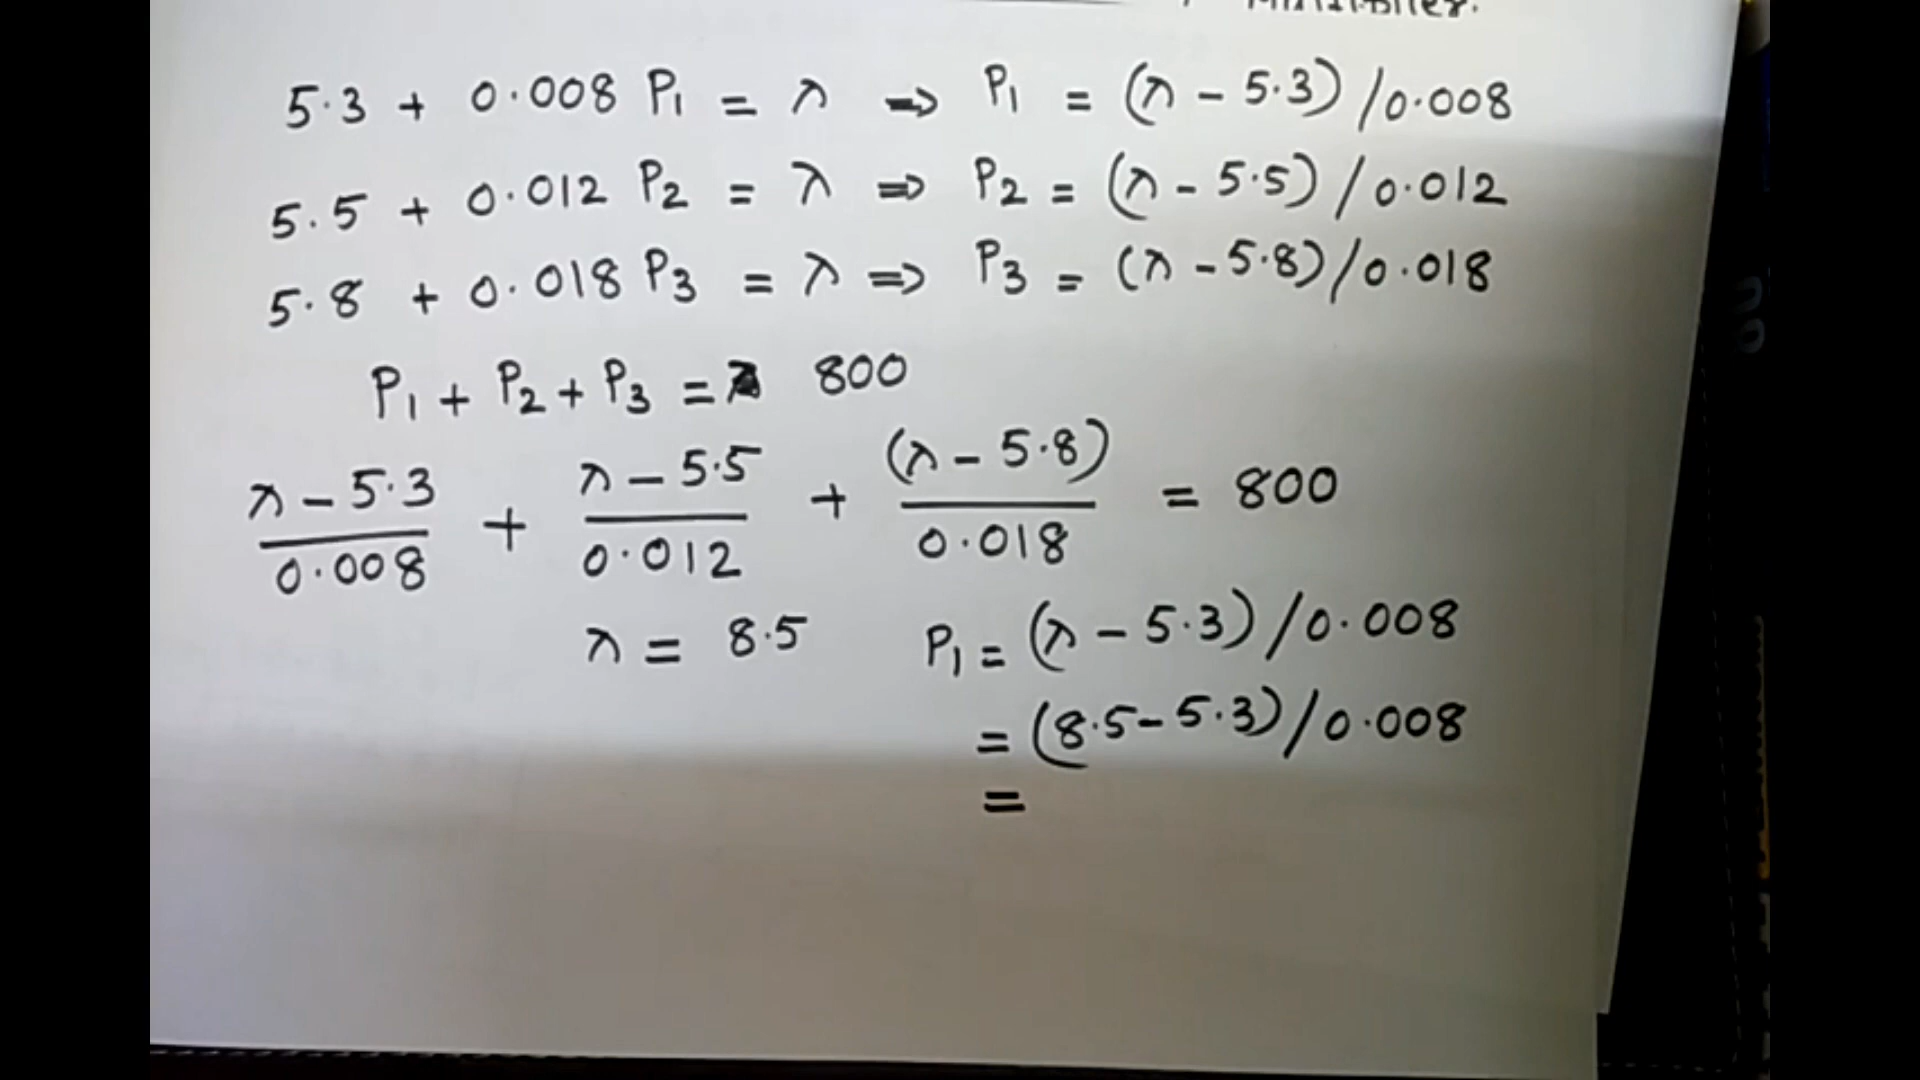 5.3 + 0.008 P1 = λ ⇒ P1 = (λ - 5.3) / 0.008
5.5 + 0.012 P2 = λ ⇒ P2 = (λ - 5.5) / 0.012
5.8 + 0.018 P3 = λ ⇒ P3 = (λ - 5.8) / 0.018
P1 + P2 + P3 = 800
λ - 5.3 / 0.008 + λ - 5.5 / 0.012 + (λ - 5.8) / 0.018 = 800
λ = 8.5
P1 = (λ - 5.3) / 0.008
= (8.5 - 5.3) / 0.008
=